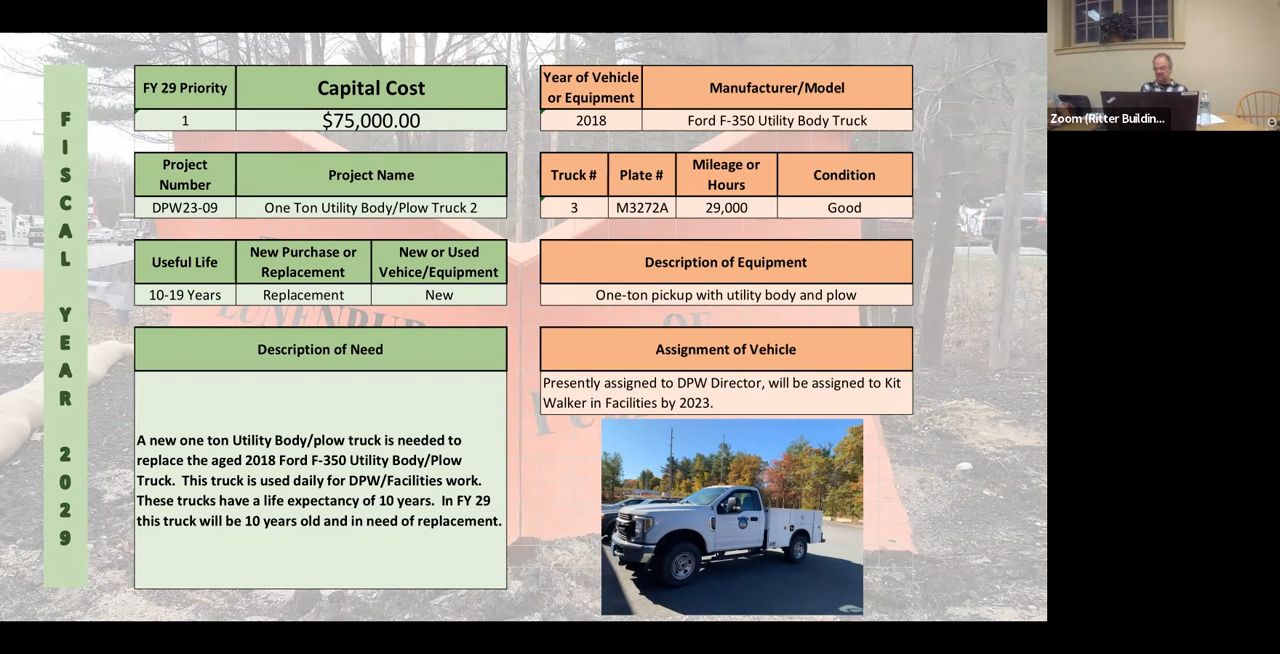 FISCAL YEAR 2029
FY 29 Priority
Capital Cost
1
$75,000.00
Project
Number
Project Name
DPW23-09
One Ton Utility Body/Plow Truck 2
Useful Life
New Purchase or
Replacement
New or Used
Vehice/Equipment
10-19 Years
Replacement
New
Description of Need
A new one ton Utility Body/plow truck is needed to
replace the aged 2018 Ford F-350 Utility Body/Plow
Truck. This truck is used daily for DPW/Facilities work.
These trucks have a life expectancy of 10 years. In FY 29
this truck will be 10 years old and in need of replacement.
Year of Vehicle
or Equipment
Manufacturer/Model
2018
Ford F-350 Utility Body Truck
Truck #
Plate #
Mileage or
Hours
Condition
3
M3272A
29,000
Good
Description of Equipment
One-ton pickup with utility body and plow
Assignment of Vehicle
Presently assigned to DPW Director, will be assigned to Kit
Walker in Facilities by 2023.
OF
Zoom (Ritter Buildin...